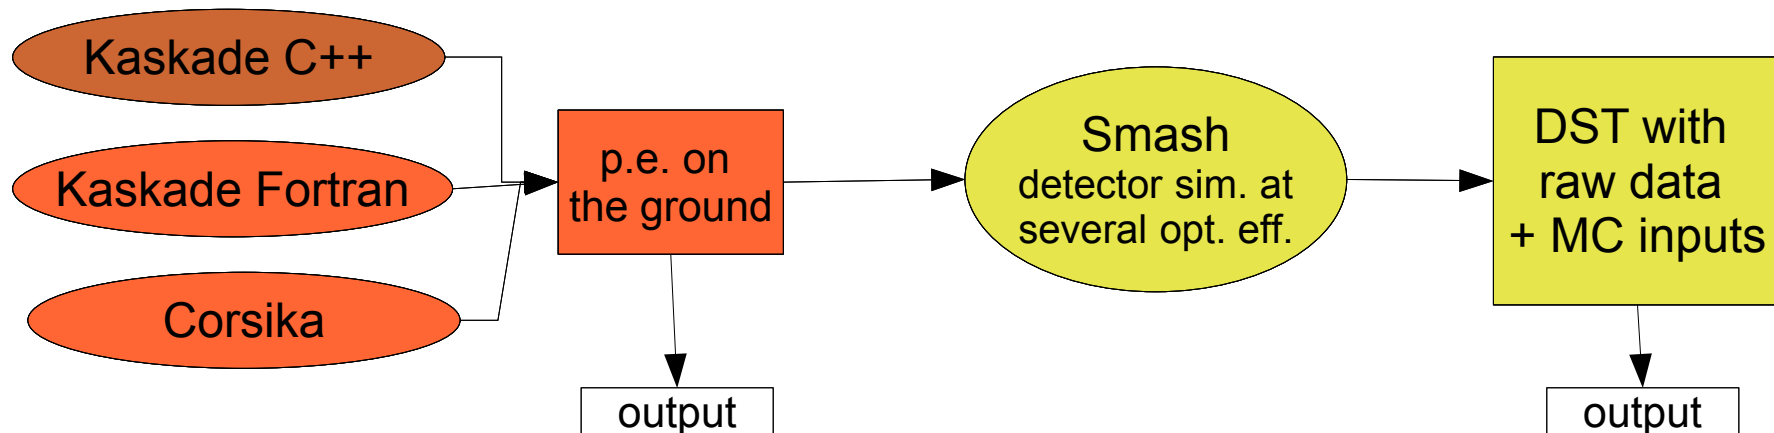 Kaskade C++
Kaskade Fortran
Corsika
p.e. on
the ground
output
Smash
detector sim. at
several opt. eff.
DST with
raw data
+ MC inputs
output